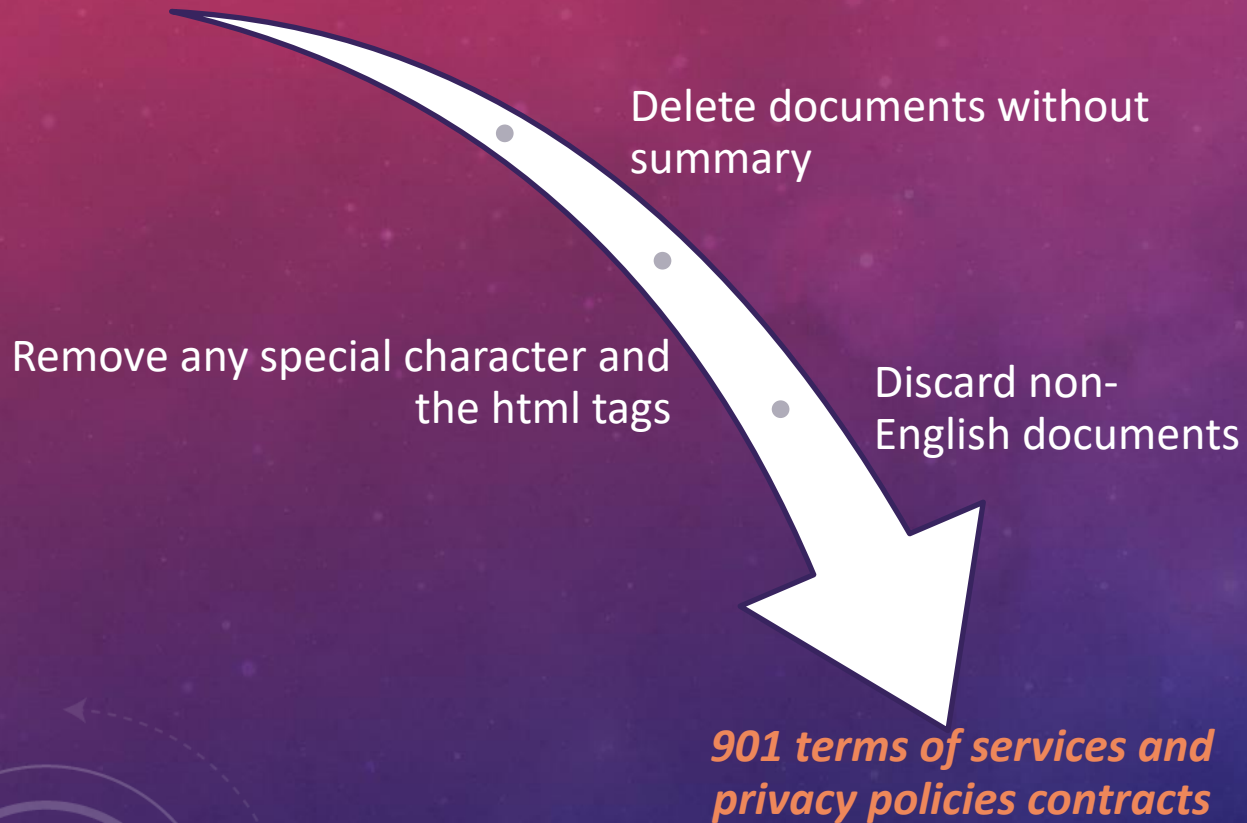 Delete documents without
summary
Remove any special character and
the html tags
Discard non-
English documents
901 terms of services and
privacy policies contracts